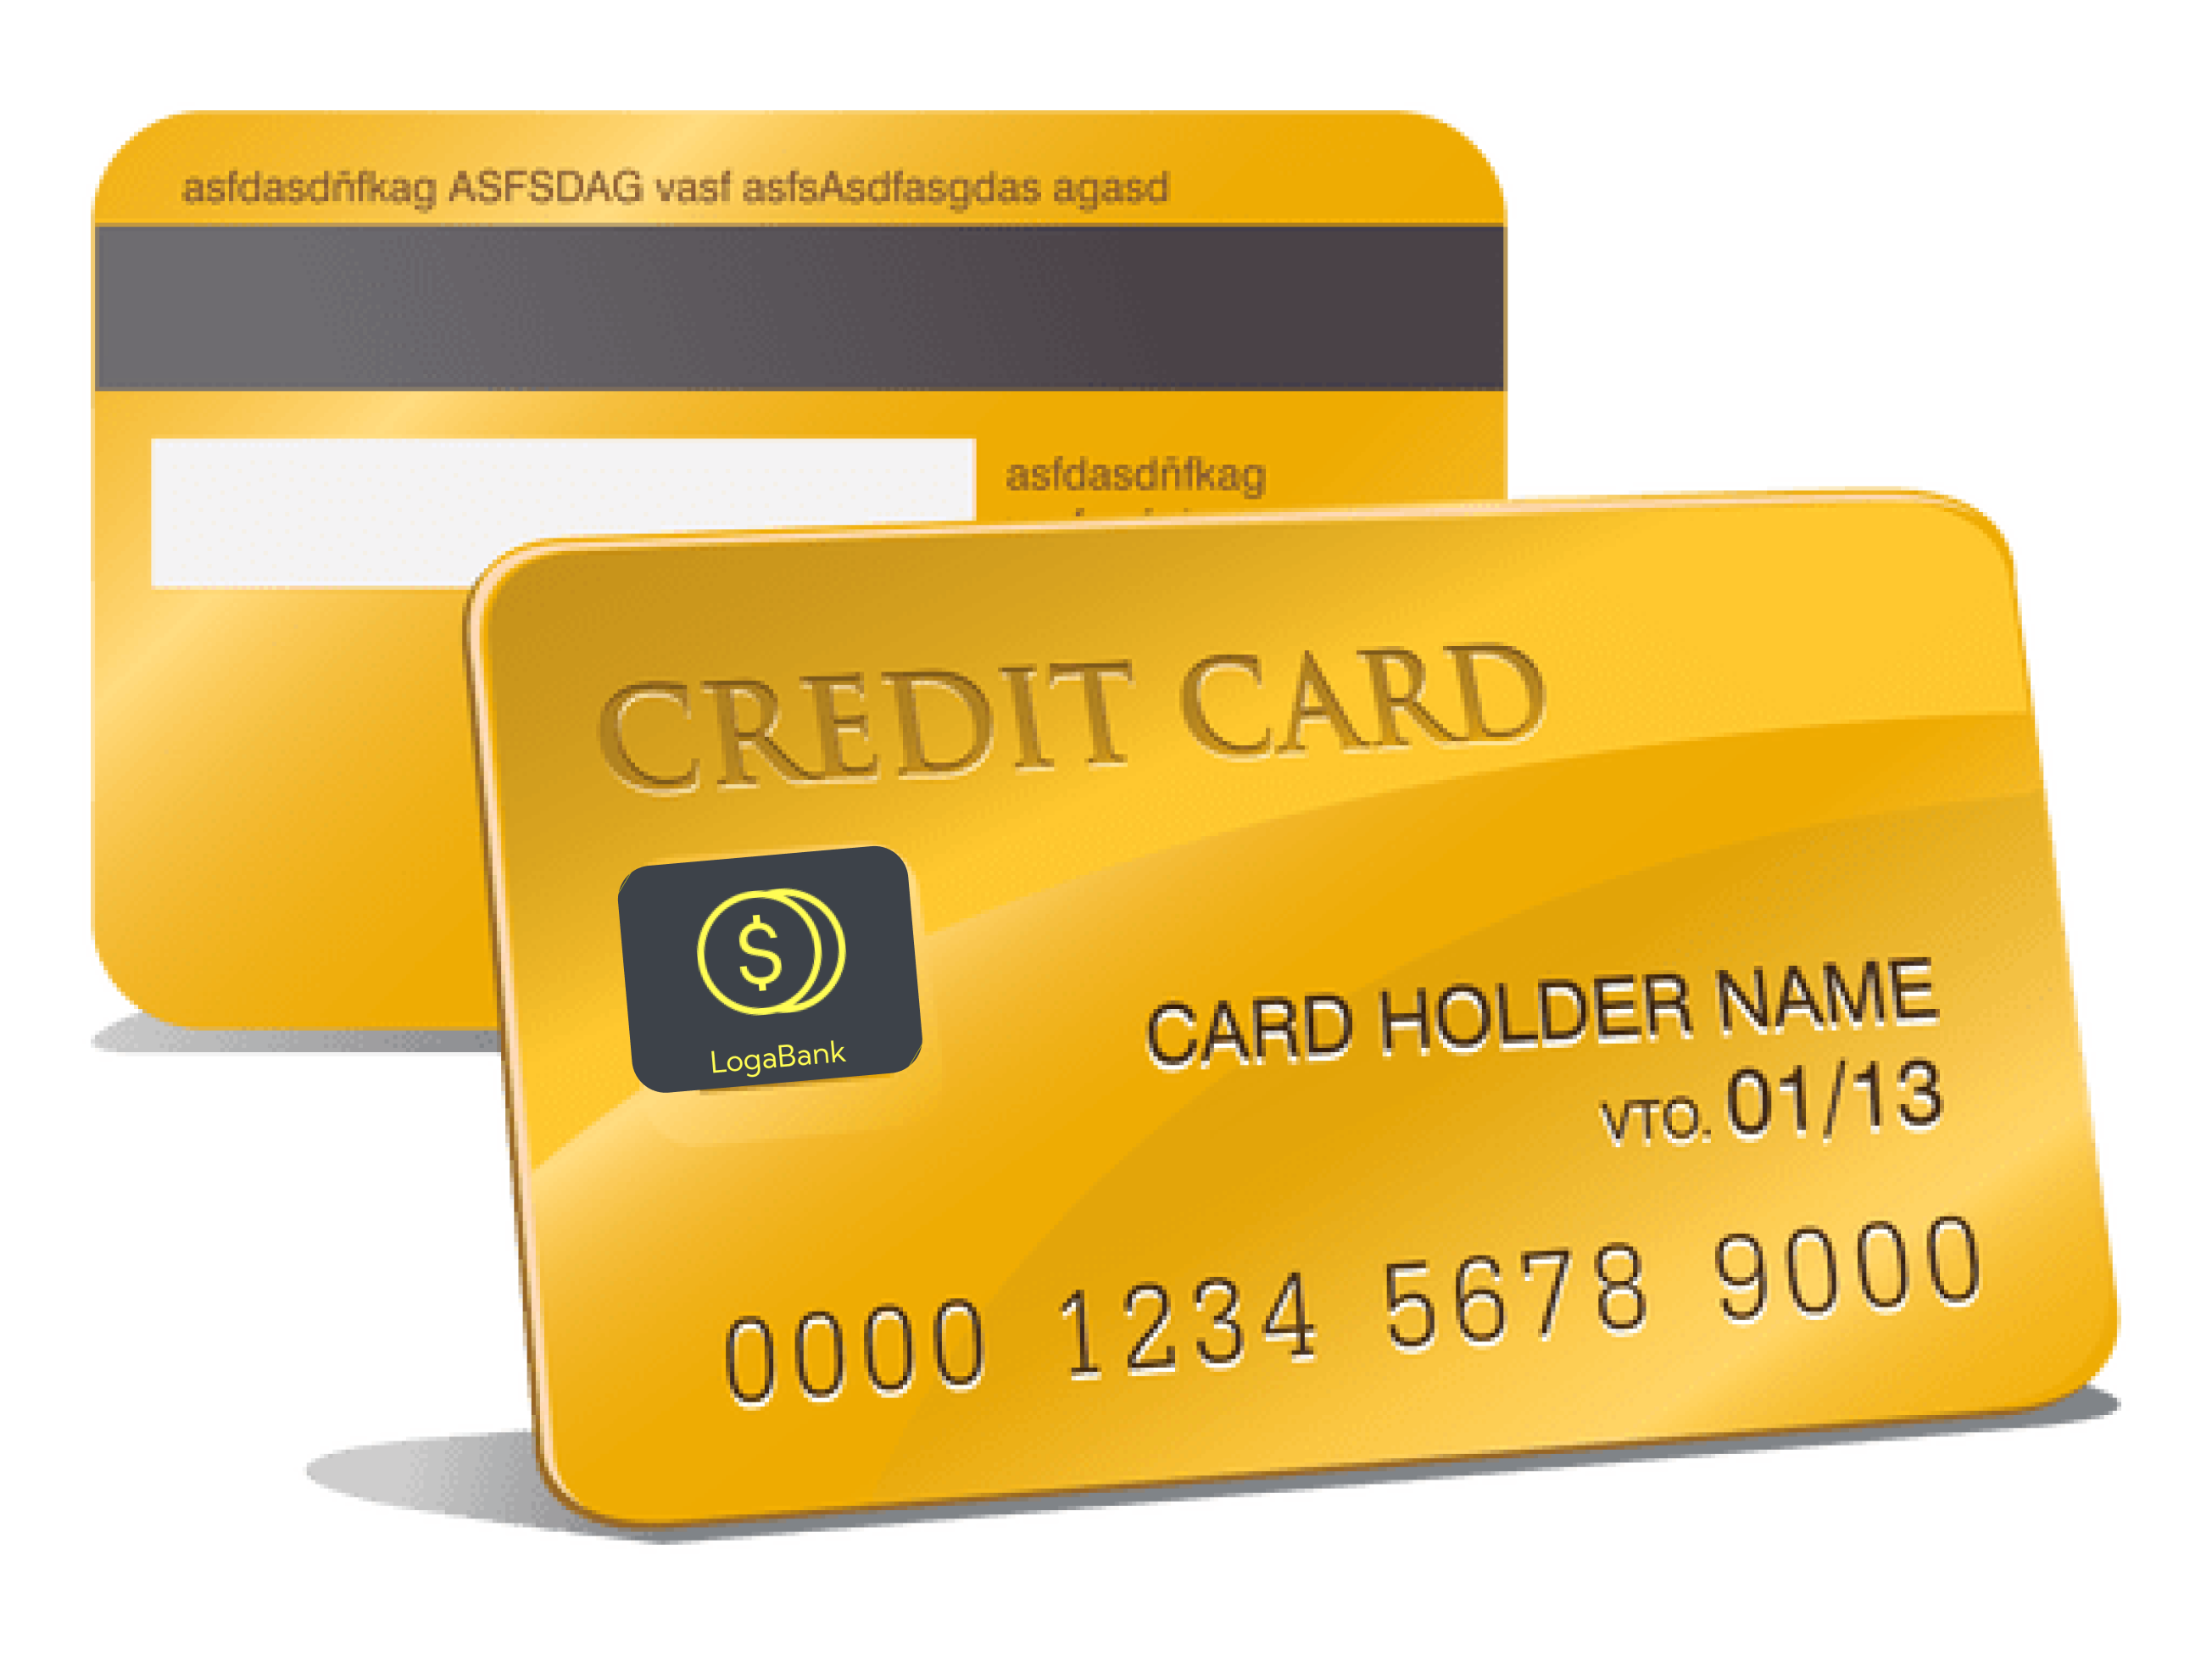 asfdasdñfkag ASFSDAG vasf asfsAsdfasgdas agasd
asfdasdñfkag
CREDIT CARD
$
LogaBank
CARD HOLDER NAME
VTO. 01/13
0000 1234 5678 9000